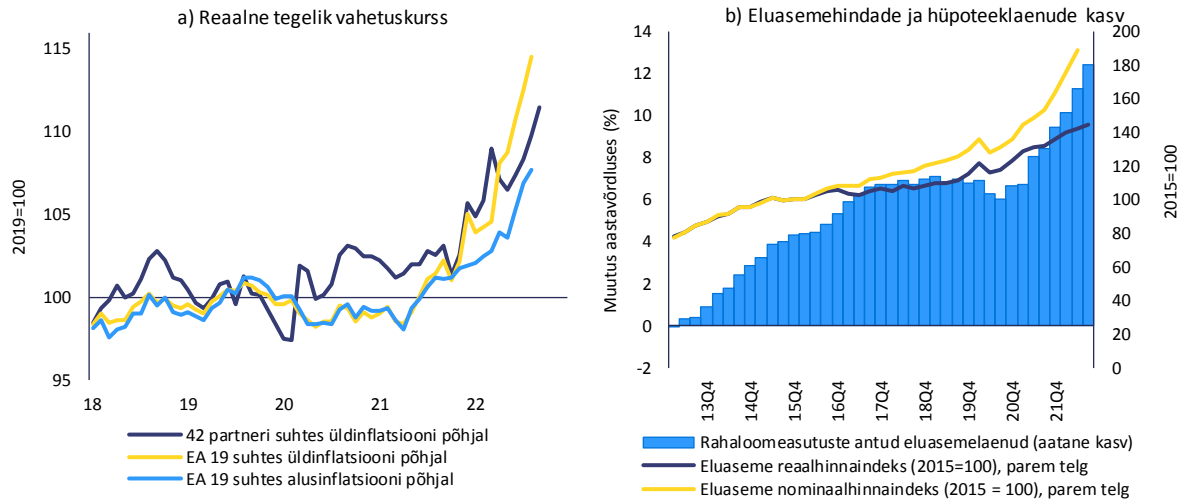 a) Reaalne tegelik vahetuskurss
115
110
105
100
95
2019=100
18 19 20 21 22
42 partneri suhtes üldinflatsiooni põhjal
EA 19 suhtes üldinflatsiooni põhjal
EA 19 suhtes alusinflatsiooni põhjal
b) Eluasemehindade ja hüpoteeklaenude kasv
14
12
10
8
6
4
2
0
-2
Muutus aastavõrdluses (%)
200
180
160
140
120
100
80
60
40
20
0
2015=100
13Q4 14Q4 15Q4 16Q4 17Q4 18Q4 19Q4 20Q4 21Q4
Rahaloomeasutuste antud eluasemelaenud (aatane kasv)
Eluaseme reaalhinnaindeks (2015=100), parem telg
Eluaseme nominaalhinnaindeks (2015 = 100), parem telg